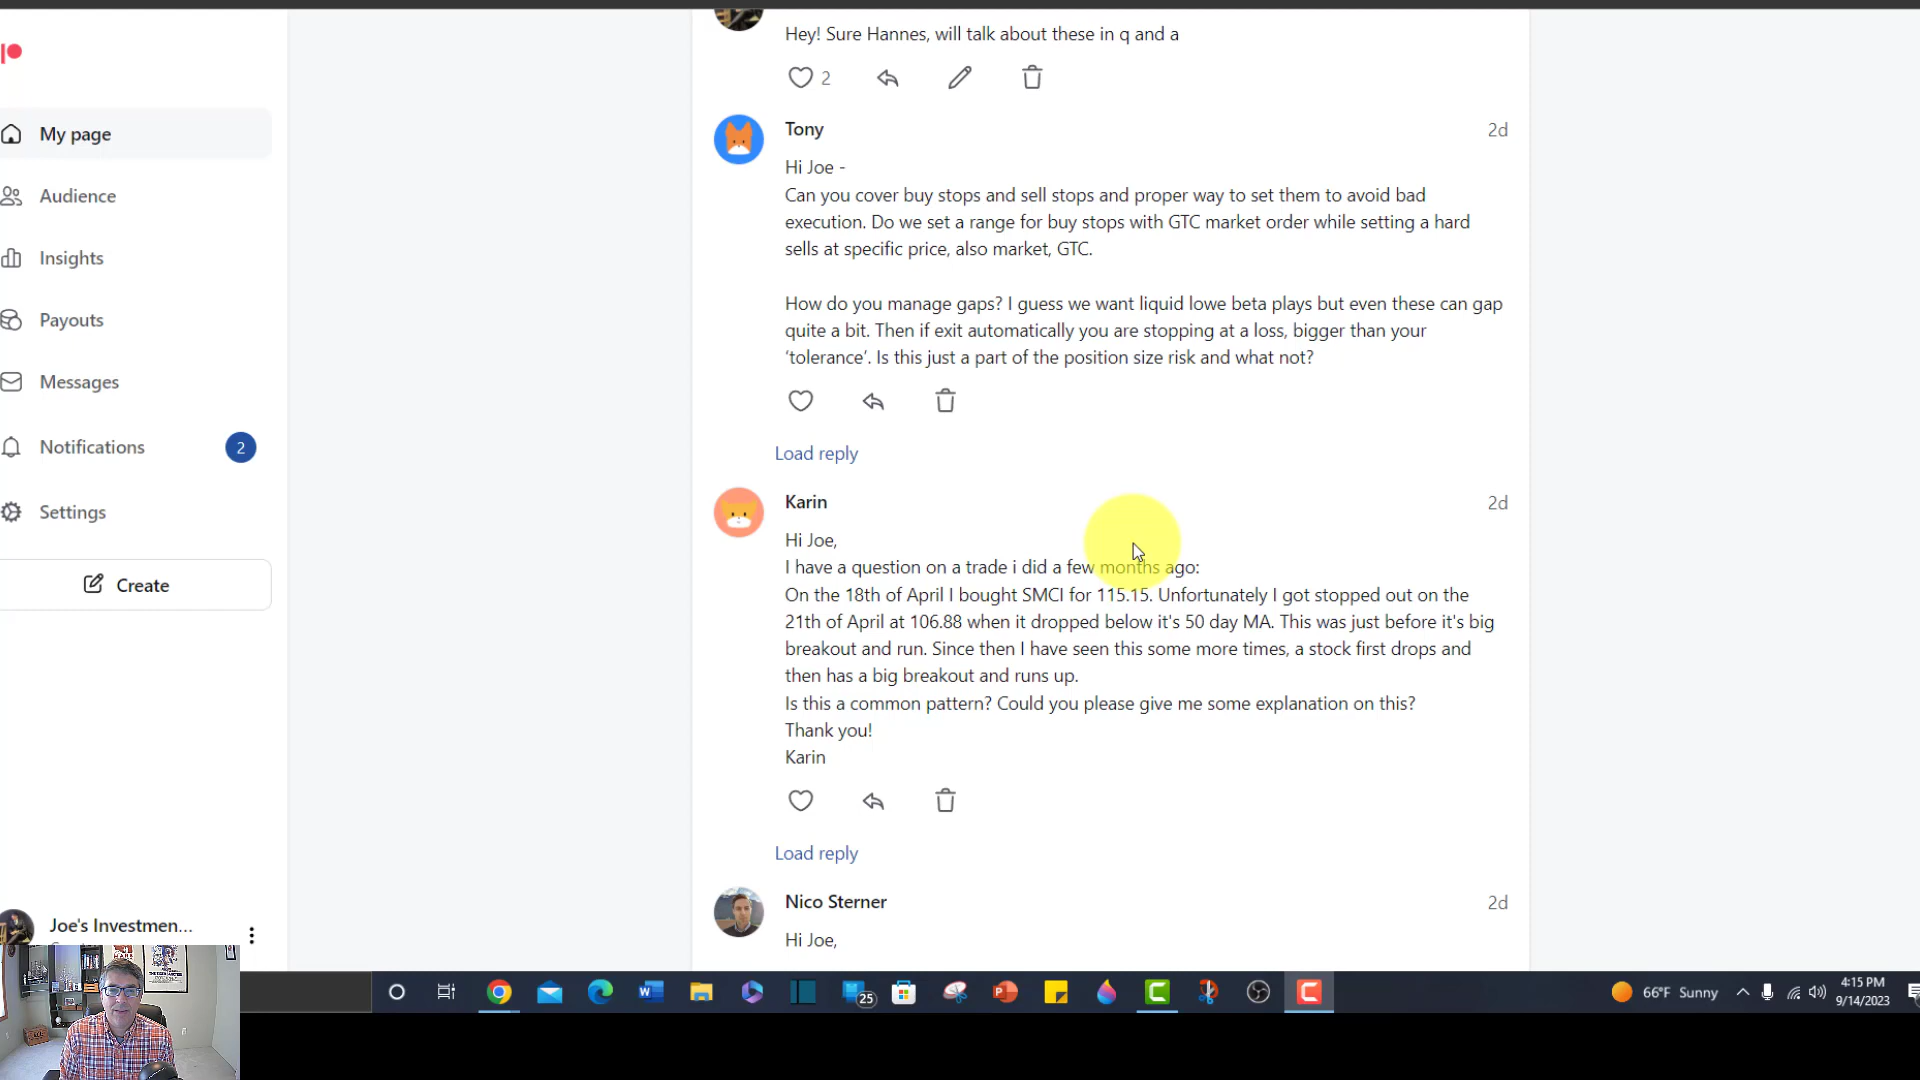 Hey! Sure Hannes, will talk about these in q and a
2
My page
Audience
Insights
Payouts
Messages
Notifications
2
Settings
Create
Joe's Investmen...
Tony
2d
Hi Joe -
Can you cover buy stops and sell stops and proper way to set them to avoid bad
execution. Do we set a range for buy stops with GTC market order while setting a hard
sells at specific price, also market, GTC.
How do you manage gaps? I guess we want liquid lowe beta plays but even these can gap
quite a bit. Then if exit automatically you are stopping at a loss, bigger than your
‘tolerance’. Is this just a part of the position size risk and what not?
Load reply
Karin
2d
Hi Joe,
I have a question on a trade i did a few months ago:
On the 18th of April I bought SMCI for 115.15. Unfortunately I got stopped out on the
21th of April at 106.88 when it dropped below it's 50 day MA. This was just before it's big
breakout and run. Since then I have seen this some more times, a stock first drops and
then has a big breakout and runs up.
Is this a common pattern? Could you please give me some explanation on this?
Thank you!
Karin
Load reply
Nico Sterner
2d
Hi Joe,
25
66°F Sunny
4:15 PM
9/14/2023